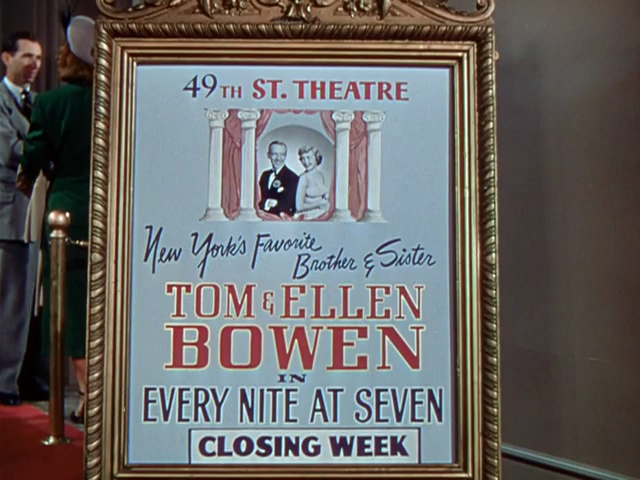 49TH ST. THEATRE
New York's Favorite
Brother & Sister
TOM & ELLEN
BOWEN
IN
EVERY NITE AT SEVEN
CLOSING WEEK